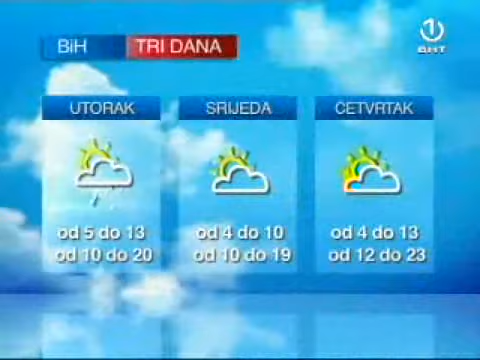 BiH TRI DANA
1
BHT
UTORAK
od 5 do 13
od 10 do 20
SRIJEDA
od 4 do 10
od 10 do 19
CETVRTAK
od 4 do 13
od 12 do 23